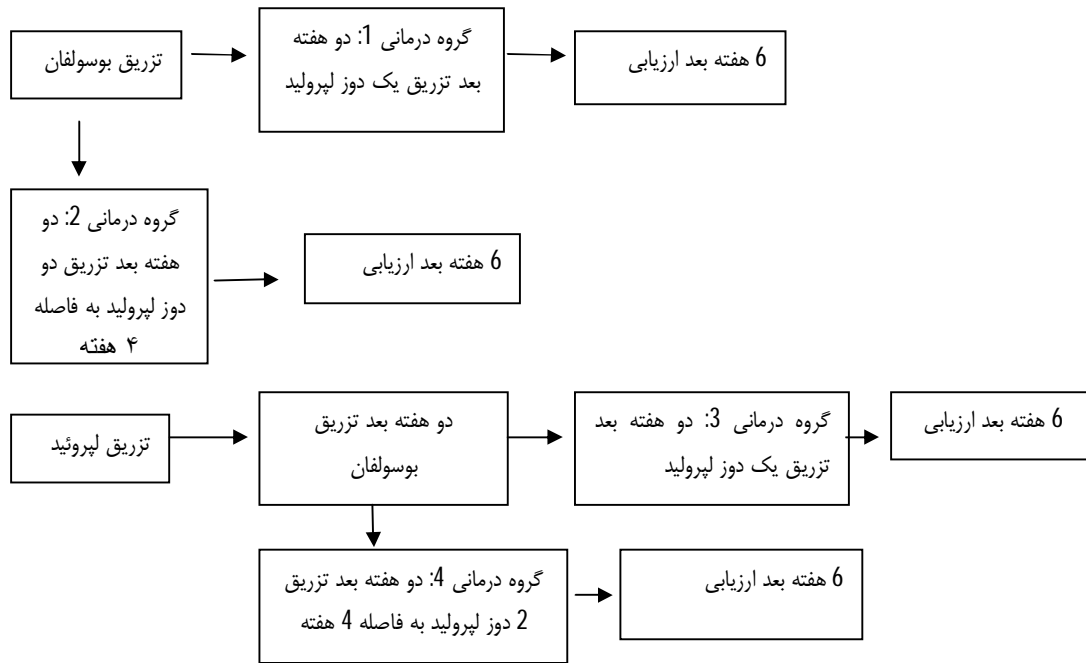 تزریق بوسولفان
گروه درمانی 1: دو هفته
بعد تزریق یک دوز لپرولید
6 هفته بعد ارزیابی
گروه درمانی 2: دو
هفته بعد تزریق دو
دوز لپرولید به فاصله
۴ هفته
6 هفته بعد ارزیابی
تزریق لپروئید
دو هفته بعد تزریق
بوسولفان
گروه درمانی 3: دو هفته بعد
تزریق یک دوز لپرولید
6 هفته بعد ارزیابی
گروه درمانی 4: دو هفته بعد تزریق
2 دوز لپرولید به فاصله 4 هفته
6 هفته بعد ارزیابی